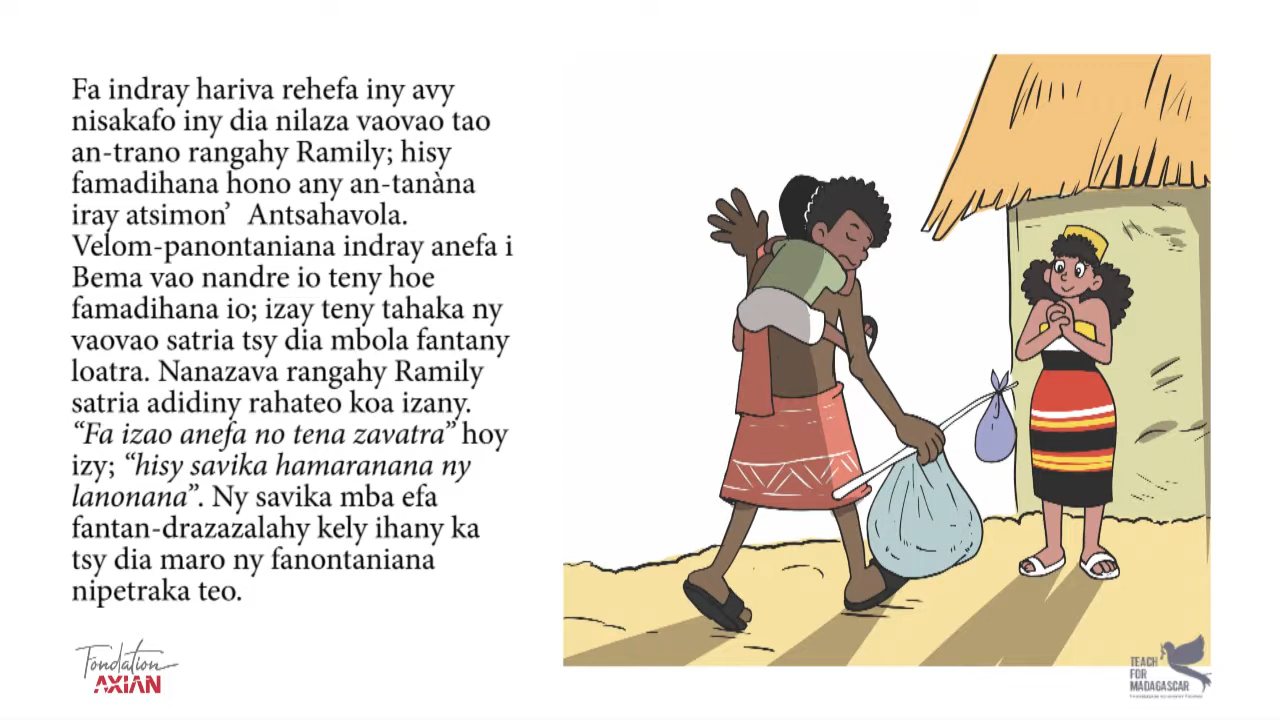 Fa indray hariva rehefa iny avy
nisakafo iny dia nilaza vaovao tao
an-trano rangahy Ramily; hisy
famadihana hono any an-tanàna
iray atsimon’ Antsahavola.
Velom-panontaniana indray anefa i
Bema vao nandre io teny hoe
famadihana io; izay teny tahaka ny
vaovao satria tsy dia mbola fantany
loatra. Nanazava rangahy Ramily
satria adidiny rahateo koa izany.
“Fa izao anefa no tena zavatra” hoy
izy; “hisy savika hamaranana ny
lanonana”. Ny savika mba efa
fantan-drazazalahy kely ihany ka
tsy dia maro ny fanontaniana
nipetraka teo.
Fondation
AXIAN
TEACH
FOR
MADAGASCAR